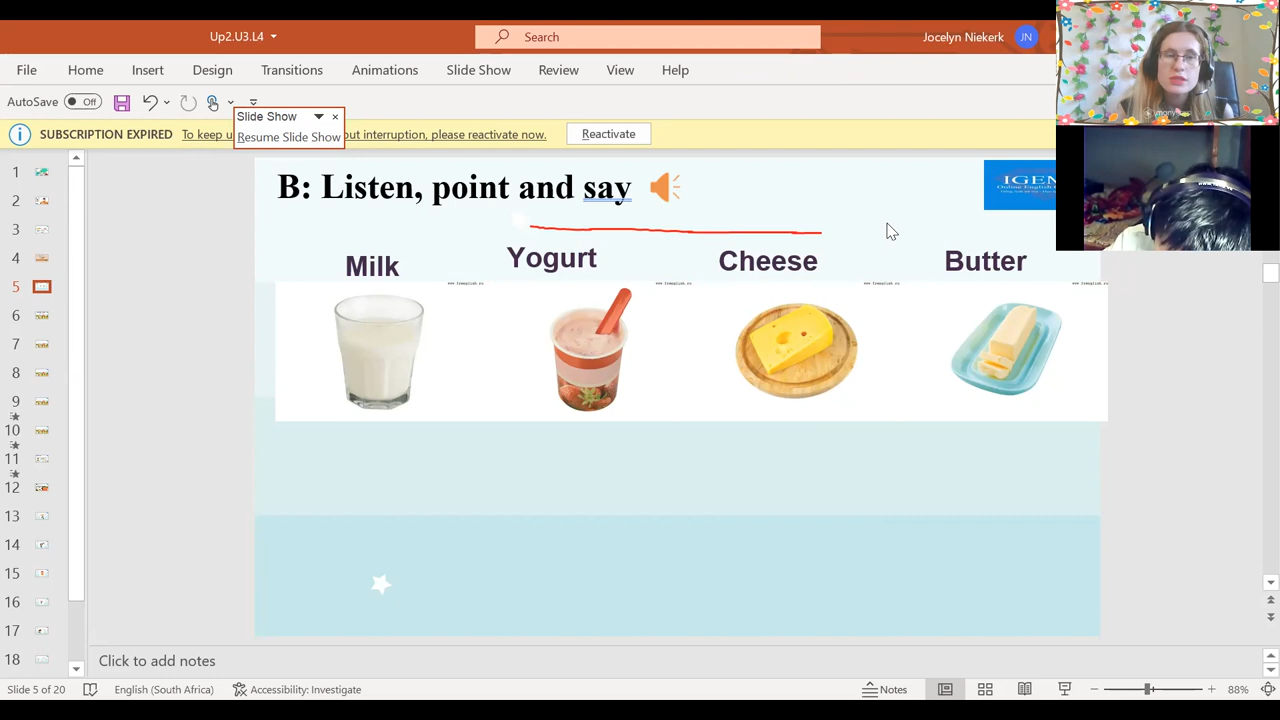 Up2.U3.L4
Search
Jocelyn Niekerk
JN
File Home Insert Design Transitions Animations Slide Show Review View Help
AutoSave Off
Slide Show
Resume Slide Show
SUBSCRIPTION EXPIRED To keep u out interruption, please reactivate now. Reactivate
B: Listen, point and say
IGEN
Milk Yogurt Cheese Butter
1
2
3
4
5
6
7
8
9
10
11
12
13
14
15
16
17
18
Click to add notes
Slide 5 of 20 English (South Africa) Accessibility: Investigate Notes 88%